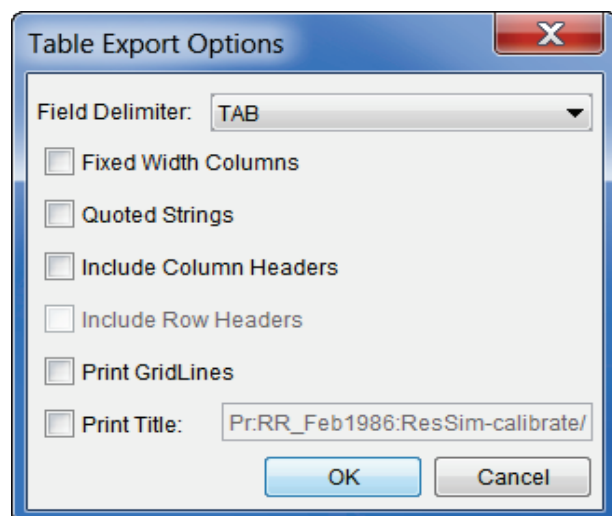 Table Export Options
Field Delimiter: TAB
Fixed Width Columns
Quoted Strings
Include Column Headers
Include Row Headers
Print GridLines
Print Title: Pr:RR_Feb1986:ResSim-calibrate/
OK Cancel